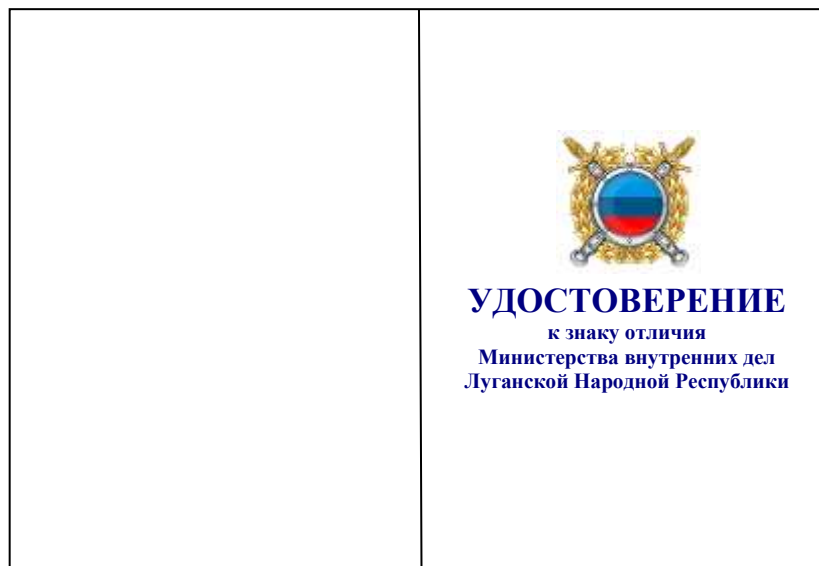 УДОСТОВЕРЕНИЕ
к знаку отличия
Министерства внутренних дел
Луганской Народной Республики